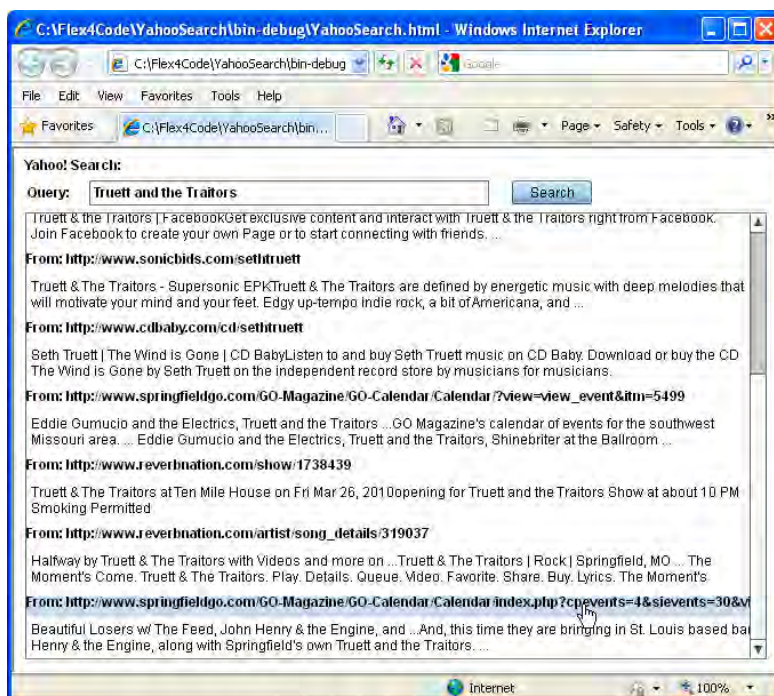 C:\Flex4Code\YahooSearch\bin-debug\YahooSearch.html - Windows Internet Explorer
C:\Flex4Code\YahooSearch\bin-debug
Google
File Edit View Favorites Tools Help
Favorites
C:\Flex4Code\YahooSearch\bin...
Page Safety Tools
Yahoo! Search:
Query: Truett and the Traitors Search
Truett & the Traitors | FacebookGet exclusive content and interact with Truett & the Traitors right from Facebook.
Join Facebook to create your own Page or to start connecting with friends. ...
From: http://www.sonicbids.com/sethtruett
Truett & The Traitors - Supersonic EPKTruett & The Traitors are defined by energetic music with deep melodies that
will motivate your mind and your feet. Edgy up-tempo indie rock, a bit of Americana, and ...
From: http://www.cdbaby.com/cd/sethtruett
Seth Truett | The Wind is Gone | CD BabyListen to and buy Seth Truett music on CD Baby. Download or buy the CD
The Wind is Gone by Seth Truett on the independent record store by musicians for musicians.
From: http://www.springfieldgo.com/GO-Magazine/GO-Calendar/Calendar/?view=view_event&itm=5499
Eddie Gumucio and the Electrics, Truett and the Traitors ...GO Magazine's calendar of events for the southwest
Missouri area. ... Eddie Gumucio and the Electrics, Truett and the Traitors, Shinebriter at the Ballroom ...
From: http://www.reverbnation.com/show/1738439
Truett & The Traitors at Ten Mile House on Fri Mar 26, 2010opening for Truett and the Traitors Show at about 10 PM
Smoking Permitted
From: http://www.reverbnation.com/artist/song_details/319037
Halfway by Truett & The Traitors with Videos and more on ...Truett & The Traitors | Rock | Springfield, MO ... The
Moment's Come. Truett & The Traitors. Play. Details. Queue. Video. Favorite. Share. Buy. Lyrics. The Moment's
From: http://www.springfieldgo.com/GO-Magazine/GO-Calendar/Calendar/index.php?cpevents=4&sievents=30&vi
Beautiful Losers w/ The Feed, John Henry & the Engine, and ...And, this time they are bringing in St. Louis based ba
Henry & the Engine, along with Springfield's own Truett and the Traitors. ...
Internet 100%